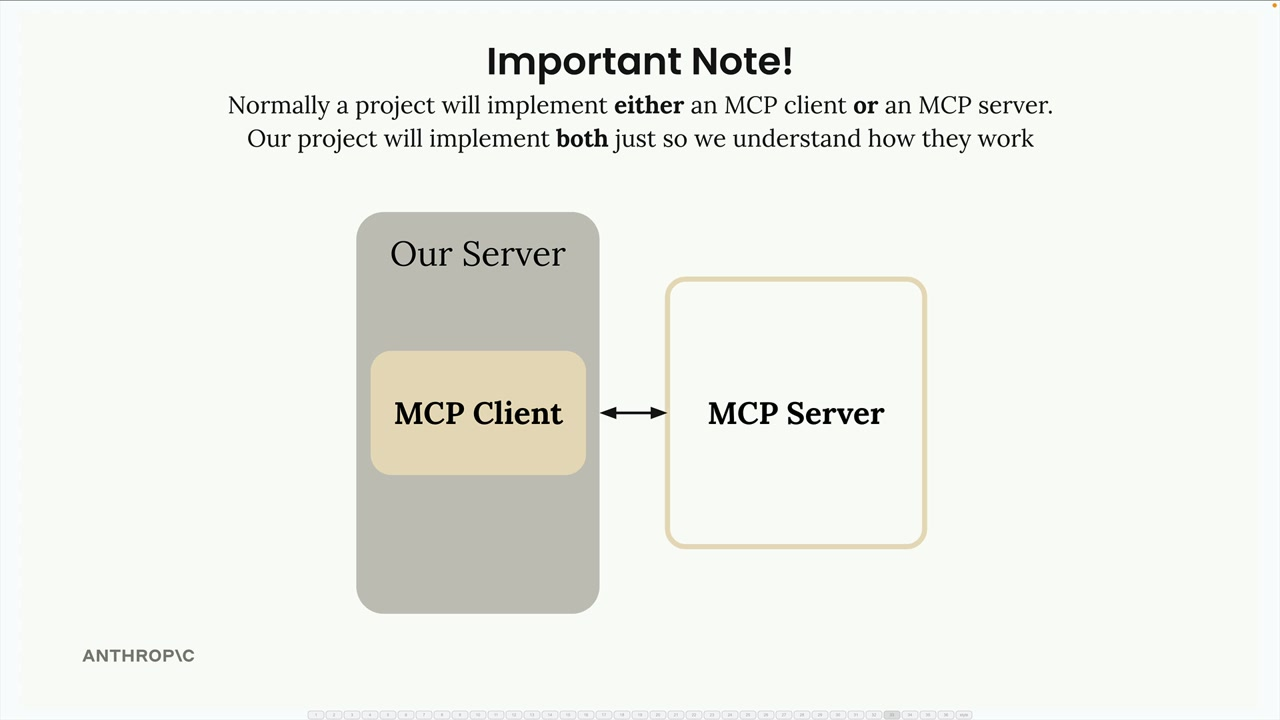 Important Note!
Normally a project will implement either an MCP client or an MCP server.
Our project will implement both just so we understand how they work
Our Server
MCP Client
MCP Server
ANTHROP\C